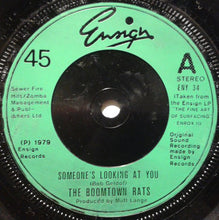 Ensign
45
A
STEREO
ENY 34
Sewer Fire
Hits/Zomba
Management
& Pub-
lishers Ltd
(Taken from
the Ensign LP
"THE FINE ART
OF SURFACING"
ENROX 11)
(P) 1979
Ensign
Records
Original Sound
Recording
made by
Ensign
Records
SOMEONE'S LOOKING AT YOU
(Bob Geldof)
THE BOOMTOWN RATS
Produced by Mutt Lange